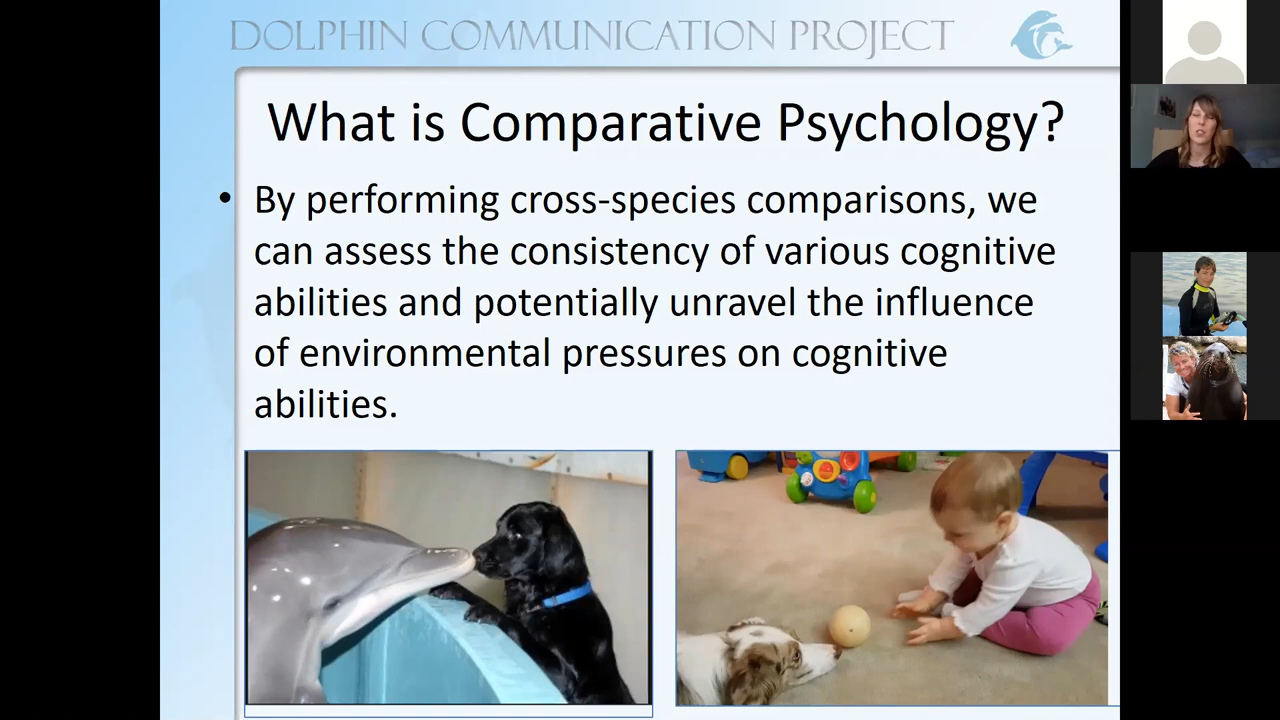 DOLPHIN COMMUNICATION PROJECT
What is Comparative Psychology?
• By performing cross-species comparisons, we
can assess the consistency of various cognitive
abilities and potentially unravel the influence
of environmental pressures on cognitive
abilities.